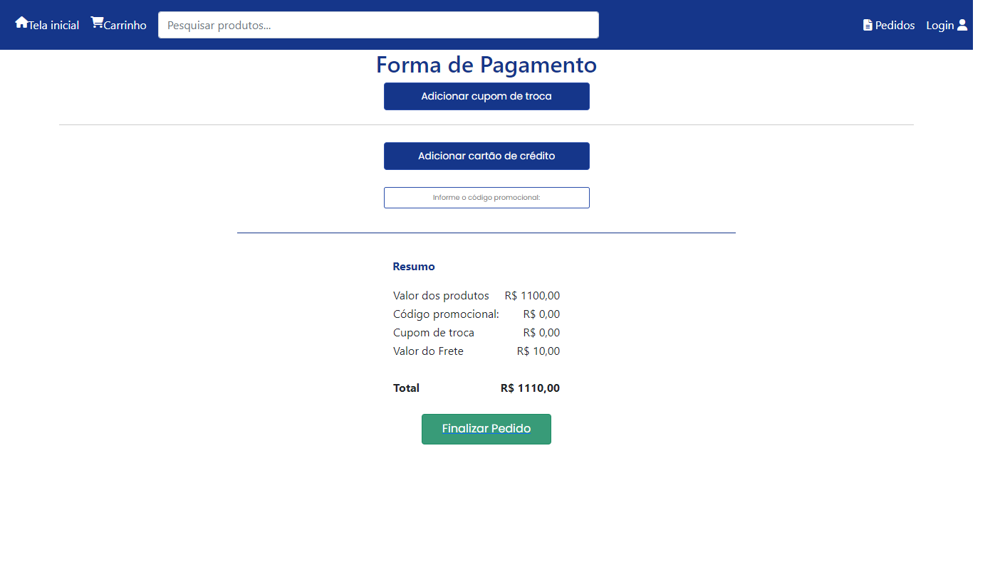 Tela inicial Carrinho Pesquisar produtos... Pedidos Login
Forma de Pagamento
Adicionar cupom de troca
Adicionar cartão de crédito
Informe o código promocional:
Resumo
Valor dos produtos R$ 1100,00
Código promocional: R$ 0,00
Cupom de troca R$ 0,00
Valor do Frete R$ 10,00
Total R$ 1110,00
Finalizar Pedido